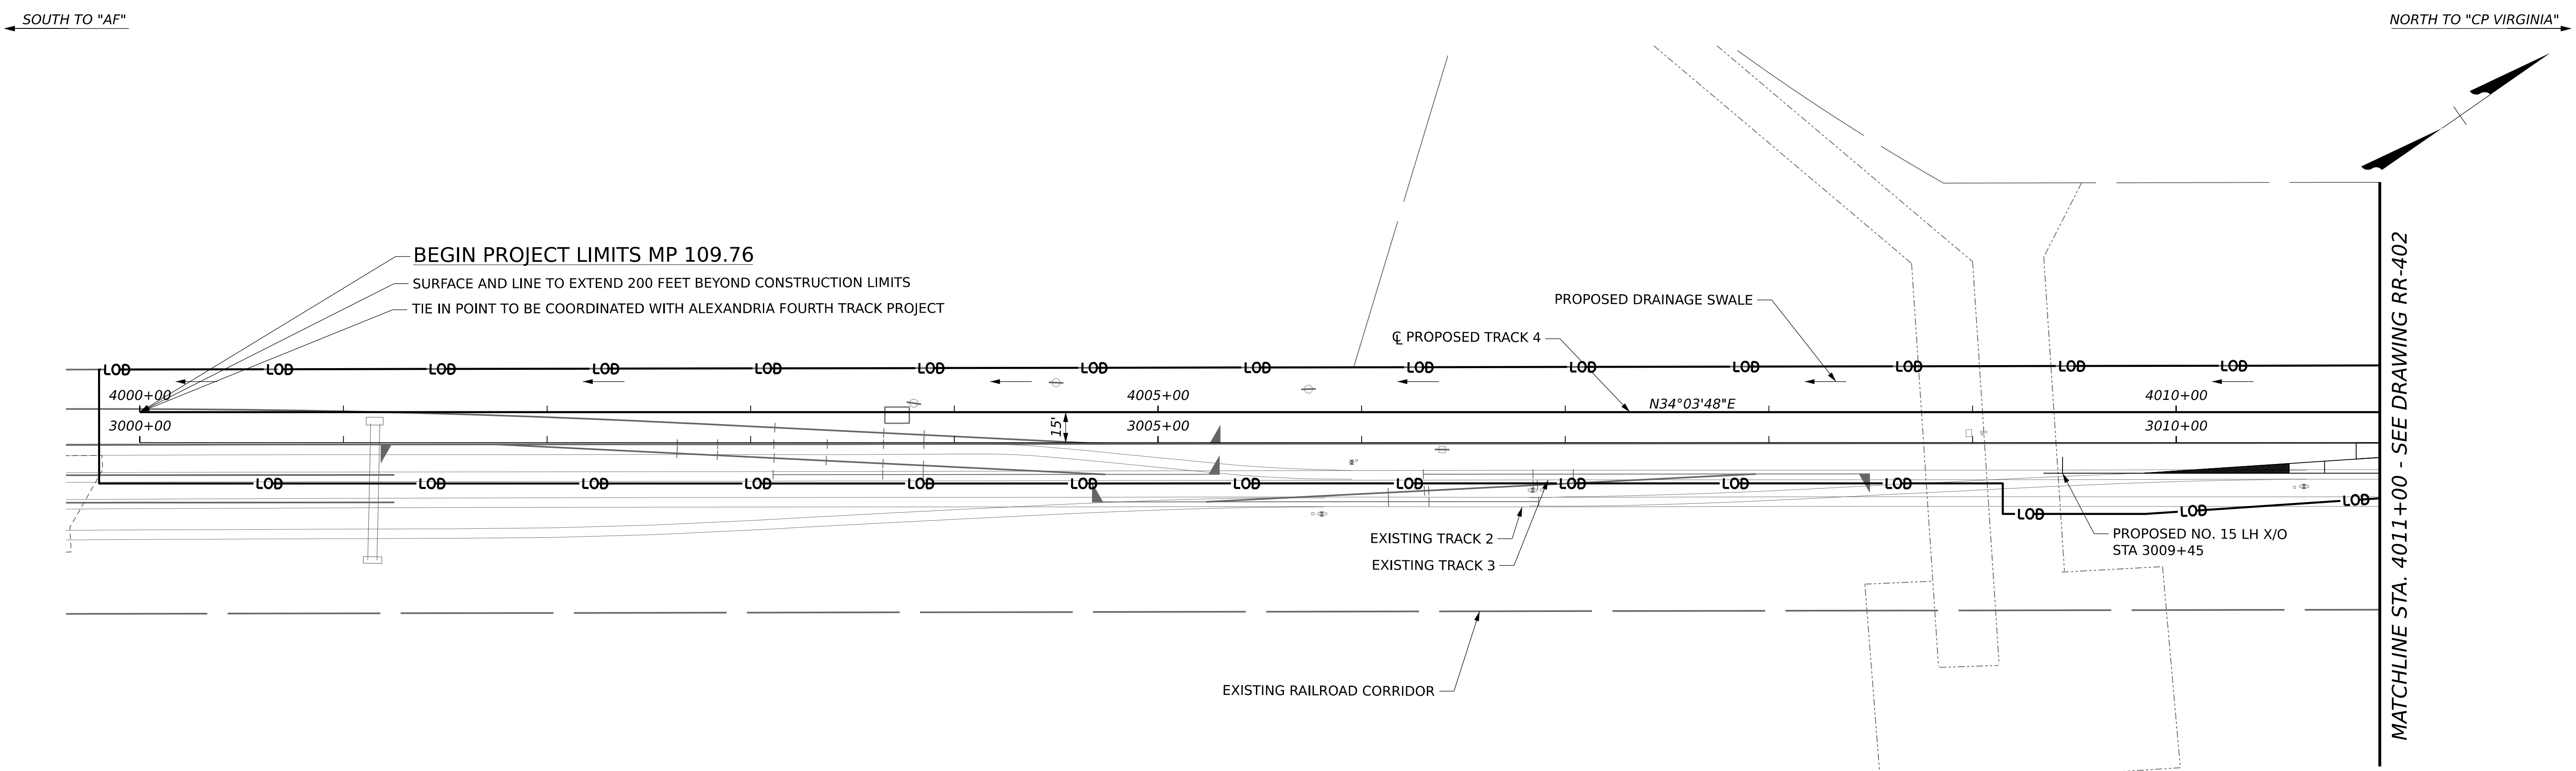 SOUTH TO "AF"
NORTH TO "CP VIRGINIA"
BEGIN PROJECT LIMITS MP 109.76
SURFACE AND LINE TO EXTEND 200 FEET BEYOND CONSTRUCTION LIMITS
TIE IN POINT TO BE COORDINATED WITH ALEXANDRIA FOURTH TRACK PROJECT
PROPOSED DRAINAGE SWALE
℄ PROPOSED TRACK 4
LOD LOD LOD LOD LOD LOD LOD LOD LOD LOD LOD LOD LOD LOD
4000+00 4005+00 4010+00
N34°03'48"E
3000+00 15' 3005+00 3010+00
LOD LOD LOD LOD LOD LOD LOD LOD LOD LOD LOD LOD LOD LOD
EXISTING TRACK 2
EXISTING TRACK 3
PROPOSED NO. 15 LH X/O
STA 3009+45
EXISTING RAILROAD CORRIDOR
MATCHLINE STA. 4011+00 - SEE DRAWING RR-402